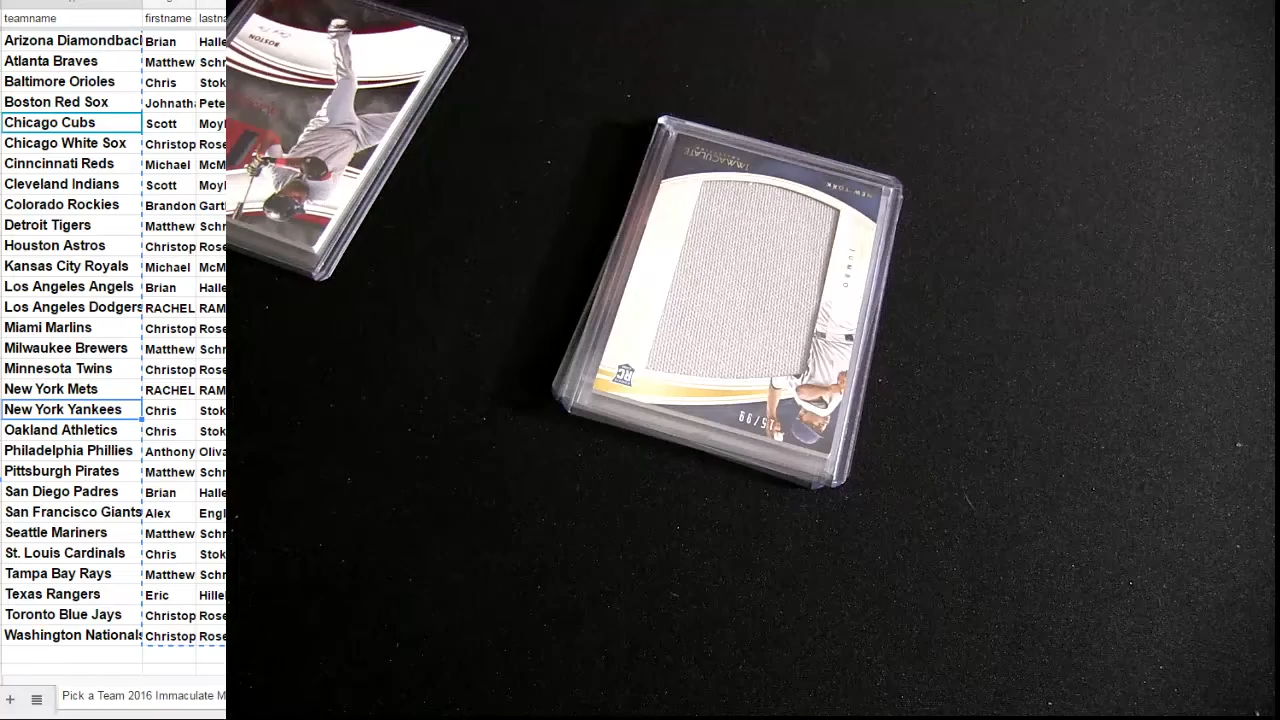 teamname firstname lastna
Arizona Diamondbacl Brian Halle
Atlanta Braves Matthew Schr
Baltimore Orioles Chris Stok
Boston Red Sox Johnatha Pete
Chicago Cubs Scott Moyl
Chicago White Sox Christop Rose
Cinncinnati Reds Michael McM
Cleveland Indians Scott Moyl
Colorado Rockies Brandon Gart
Detroit Tigers Matthew Schr
Houston Astros Christop Rose
Kansas City Royals Michael McM
Los Angeles Angels Brian Halle
Los Angeles Dodgers RACHEL RAM
Miami Marlins Christop Rose
Milwaukee Brewers Matthew Schr
Minnesota Twins Christop Rose
New York Mets RACHEL RAM
New York Yankees Chris Stok
Oakland Athletics Chris Stok
Philadelphia Phillies Anthony Oliva
Pittsburgh Pirates Matthew Schr
San Diego Padres Brian Halle
San Francisco Giants Alex Engl
Seattle Mariners Matthew Schr
St. Louis Cardinals Chris Stok
Tampa Bay Rays Matthew Schr
Texas Rangers Eric Hille
Toronto Blue Jays Christop Rose
Washington Nationals Christop Rose
Pick a Team 2016 Immaculate M
BOSTON
IMMACULATE
NEW YORK
JUMBO
RC
15/99